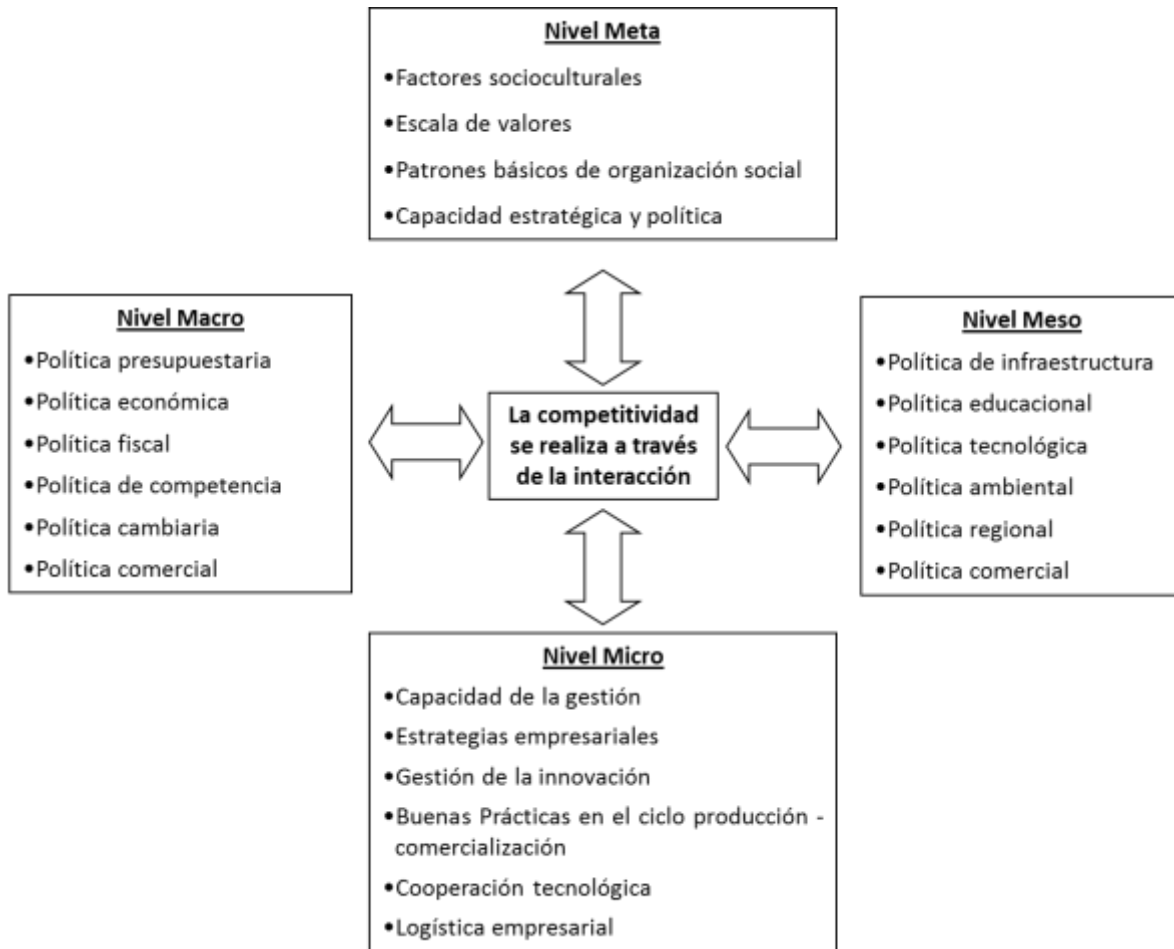 Nivel Meta
•Factores socioculturales
•Escala de valores
•Patrones básicos de organización social
•Capacidad estratégica y política
Nivel Macro
•Política presupuestaria
•Política económica
•Política fiscal
•Política de competencia
•Política cambiaria
•Política comercial
La competitividad
se realiza a través
de la interacción
Nivel Meso
•Política de infraestructura
•Política educacional
•Política tecnológica
•Política ambiental
•Política regional
•Política comercial
Nivel Micro
•Capacidad de la gestión
•Estrategias empresariales
•Gestión de la innovación
•Buenas Prácticas en el ciclo producción -
comercialización
•Cooperación tecnológica
•Logística empresarial